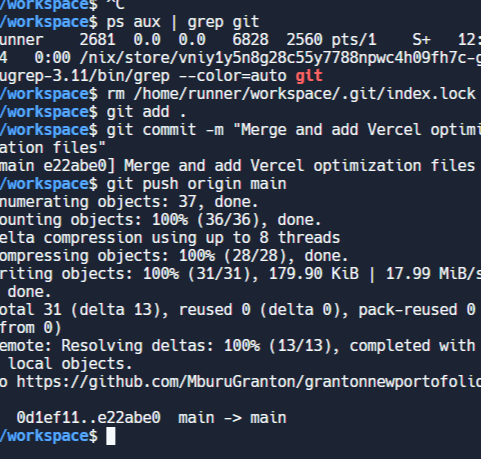 /workspace$ ^C
/workspace$ ps aux | grep git
unner    2681  0.0  0.0   6828  2560 pts/1    S+   12:
4   0:00 /nix/store/vniy1y5n8g28c55y7788npwc4h09fh7c-g
ugrep-3.11/bin/grep --color=auto git
/workspace$ rm /home/runner/workspace/.git/index.lock
/workspace$ git add .
/workspace$ git commit -m "Merge and add Vercel optimi
ation files"
main e22abe0] Merge and add Vercel optimization files
/workspace$ git push origin main
numerating objects: 37, done.
ounting objects: 100% (36/36), done.
elta compression using up to 8 threads
ompressing objects: 100% (28/28), done.
riting objects: 100% (31/31), 179.90 KiB | 17.99 MiB/s
 done.
otal 31 (delta 13), reused 0 (delta 0), pack-reused 0
from 0)
emote: Resolving deltas: 100% (13/13), completed with
 local objects.
o https://github.com/MburuGranton/grantonnewportofolio
  0d1ef11..e22abe0  main -> main
/workspace$